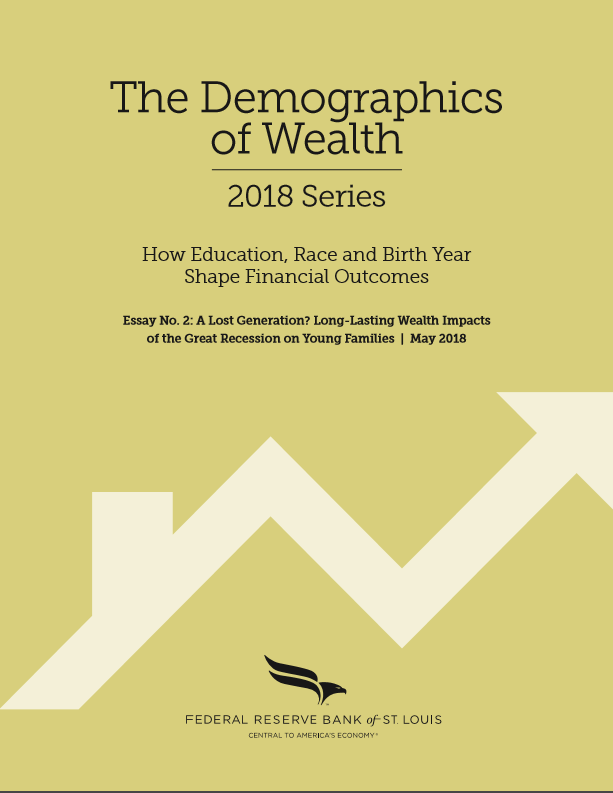 The Demographics
of Wealth
2018 Series
How Education, Race and Birth Year
Shape Financial Outcomes
Essay No. 2: A Lost Generation? Long-Lasting Wealth Impacts
of the Great Recession on Young Families | May 2018
FEDERAL RESERVE BANK of ST. LOUIS
CENTRAL TO AMERICA'S ECONOMY®